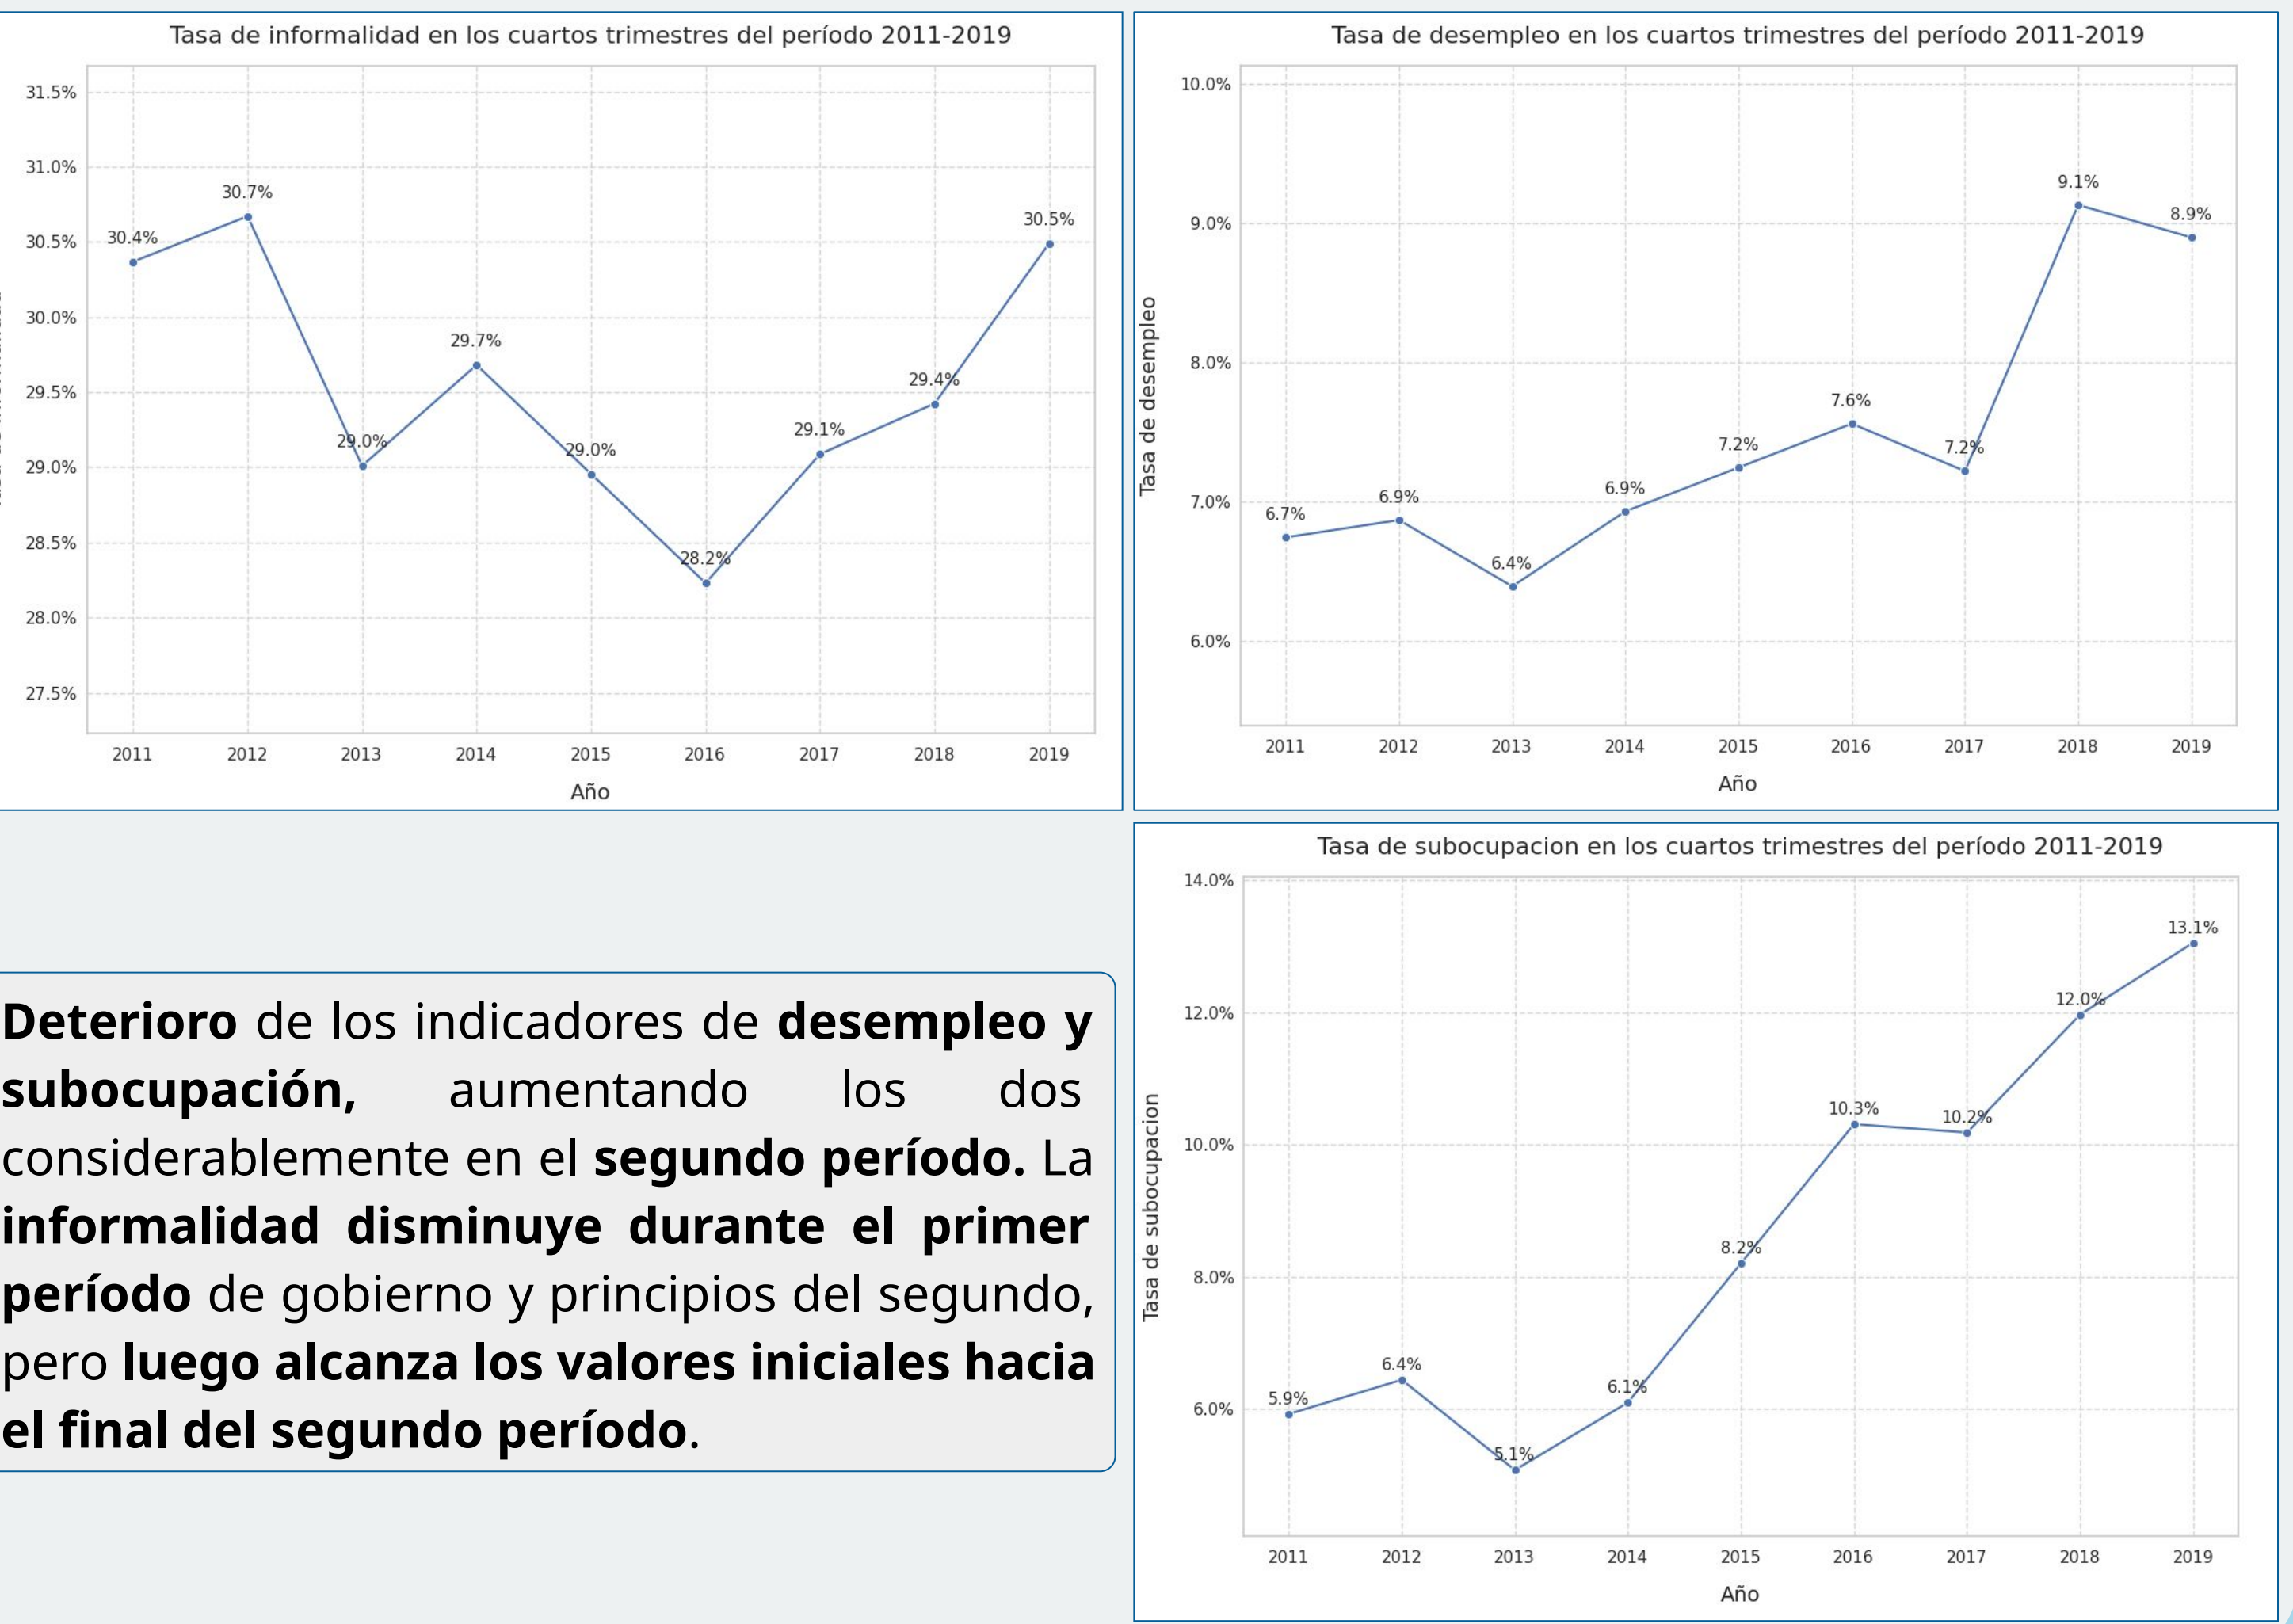 Tasa de informalidad en los cuartos trimestres del período 2011-2019
31.5%
31.0%
30.5%
30.0%
29.5%
29.0%
28.5%
28.0%
27.5%
30.4%
30.7%
29.0%
29.7%
29.0%
28.2%
29.1%
29.4%
30.5%
2011 2012 2013 2014 2015 2016 2017 2018 2019
Año
Tasa de desempleo en los cuartos trimestres del período 2011-2019
Tasa de desempleo
10.0%
9.0%
8.0%
7.0%
6.0%
6.7%
6.9%
6.4%
6.9%
7.2%
7.6%
7.2%
9.1%
8.9%
2011 2012 2013 2014 2015 2016 2017 2018 2019
Año
Deterioro de los indicadores de desempleo y
subocupación, aumentando los dos
considerablemente en el segundo período. La
informalidad disminuye durante el primer
período de gobierno y principios del segundo,
pero luego alcanza los valores iniciales hacia
el final del segundo período.
Tasa de subocupacion en los cuartos trimestres del período 2011-2019
Tasa de subocupacion
14.0%
12.0%
10.0%
8.0%
6.0%
5.9%
6.4%
5.1%
6.1%
8.2%
10.3%
10.2%
12.0%
13.1%
2011 2012 2013 2014 2015 2016 2017 2018 2019
Año